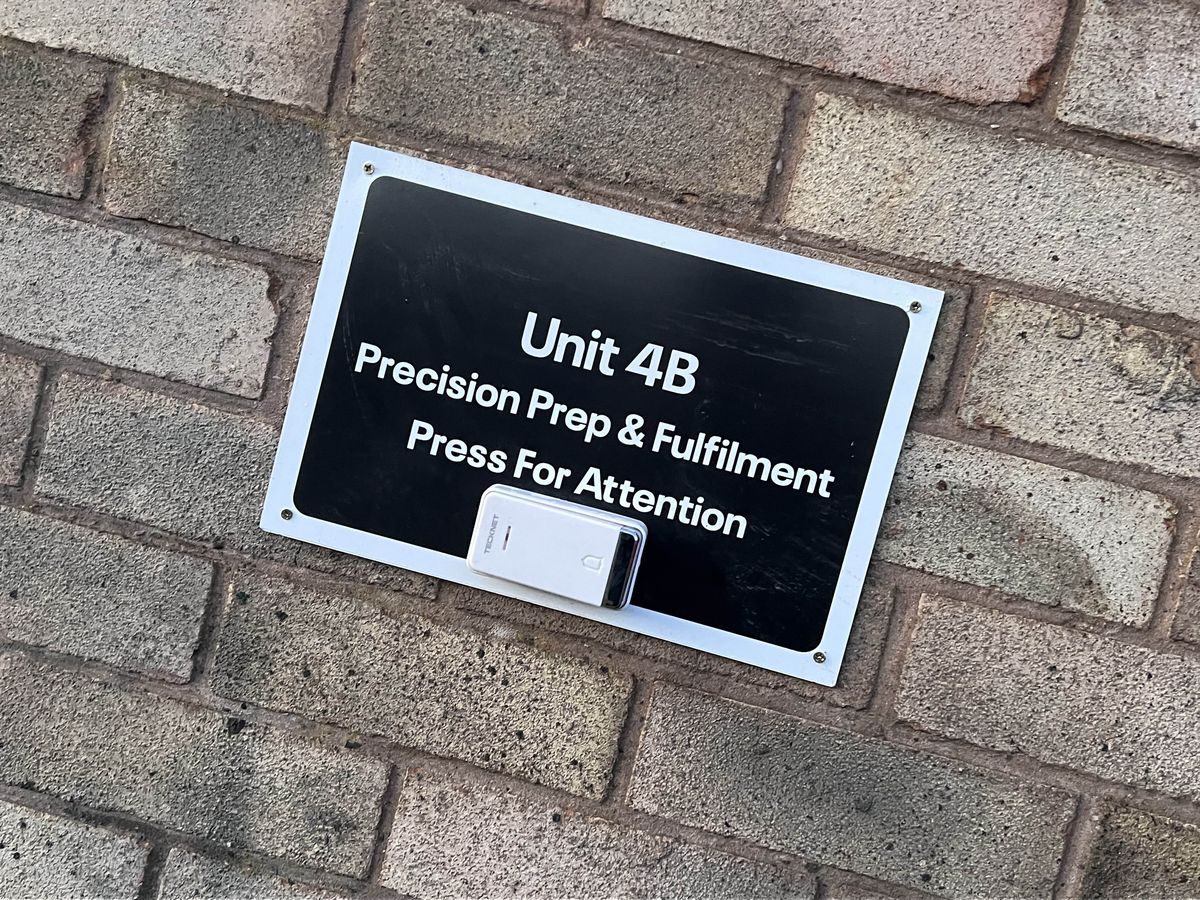 Unit 4B
Precision Prep & Fulfilment
Press For Attention
TECKNET